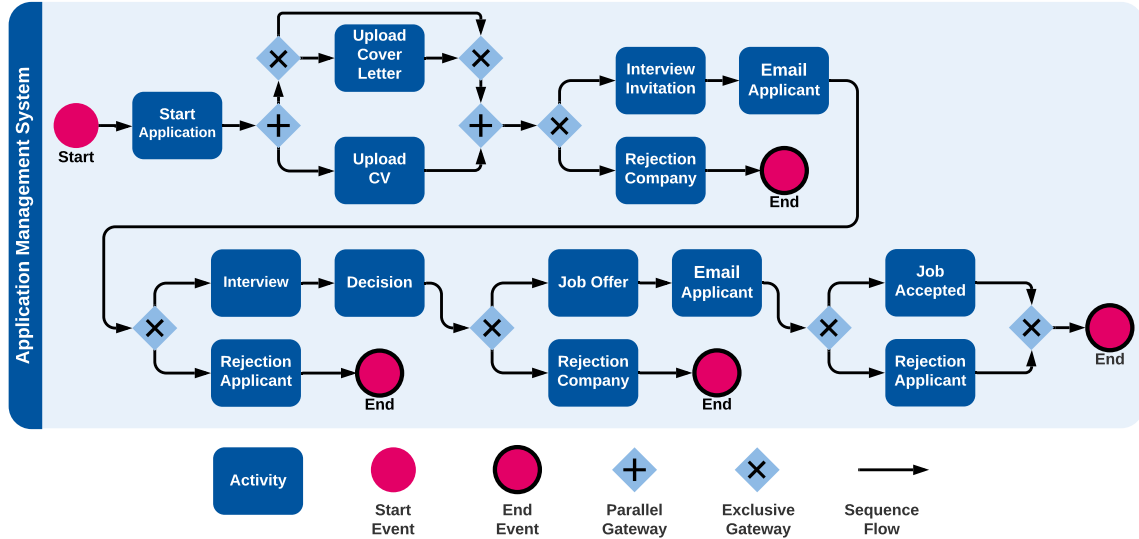 Application Management System
Start
Start
Application
Upload
Cover
Letter
Upload
CV
Interview
Invitation
Email
Applicant
Rejection
Company
End
Interview
Decision
Rejection
Applicant
End
Job Offer
Email
Applicant
Rejection
Company
End
Job
Accepted
Rejection
Applicant
End
Activity
Start
Event
End
Event
Parallel
Gateway
Exclusive
Gateway
Sequence
Flow